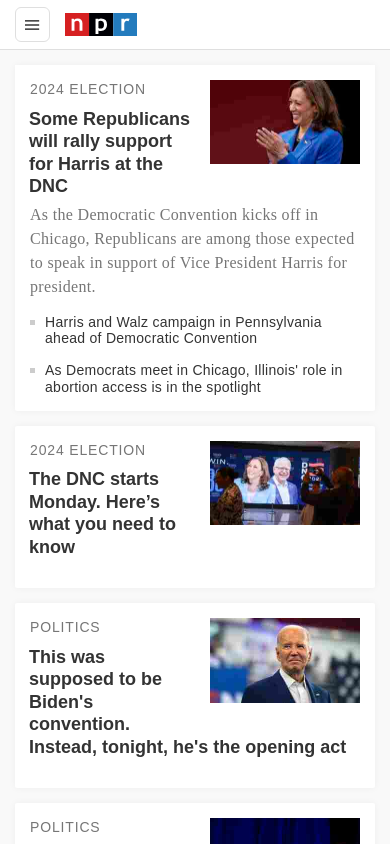 npr
2024 ELECTION
Some Republicans
will rally support
for Harris at the
DNC
As the Democratic Convention kicks off in
Chicago, Republicans are among those expected
to speak in support of Vice President Harris for
president.
Harris and Walz campaign in Pennsylvania
ahead of Democratic Convention
As Democrats meet in Chicago, Illinois' role in
abortion access is in the spotlight
2024 ELECTION
The DNC starts
Monday. Here’s
what you need to
know
POLITICS
This was
supposed to be
Biden's
convention.
Instead, tonight, he's the opening act
POLITICS